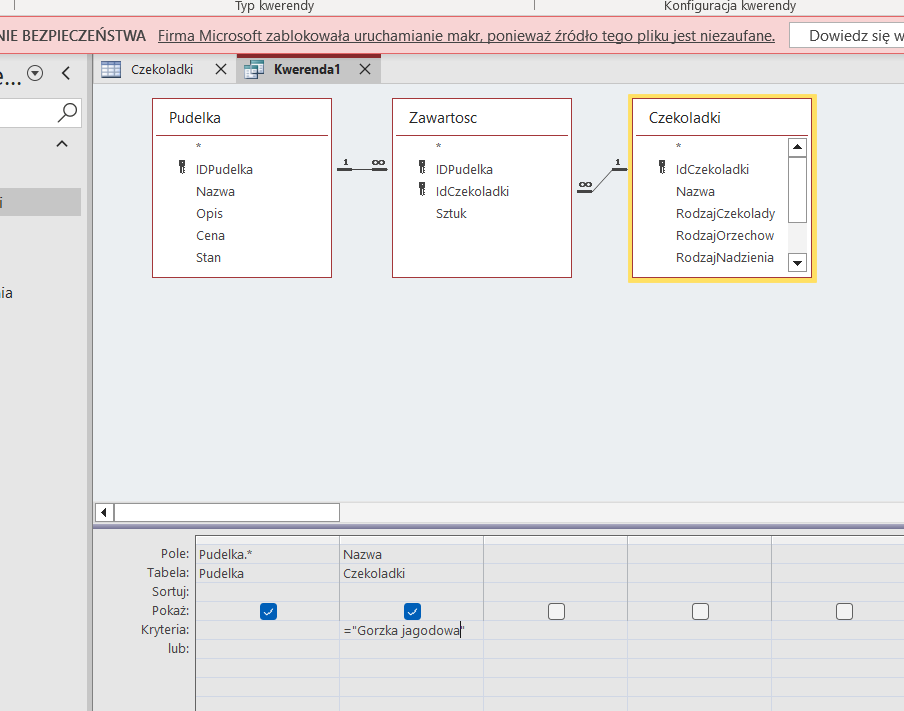 Typ kwerendy Konfiguracja kwerendy
NIE BEZPIECZEŃSTWA Firma Microsoft zablokowała uruchamianie makr, ponieważ źródło tego pliku jest niezaufane. Dowiedz się w
e... Czekoladki Kwerenda1
Pudelka
*
IDPudelka
Nazwa
Opis
Cena
Stan
1 ∞
Zawartosc
*
IDPudelka
IdCzekoladki
Sztuk
∞ 1
Czekoladki
*
IdCzekoladki
Nazwa
RodzajCzekolady
RodzajOrzechow
RodzajNadzienia
i
ia
Pole: Pudelka.* Nazwa
Tabela: Pudelka Czekoladki
Sortuj:
Pokaż:
Kryteria: ="Gorzka jagodowa"
lub: